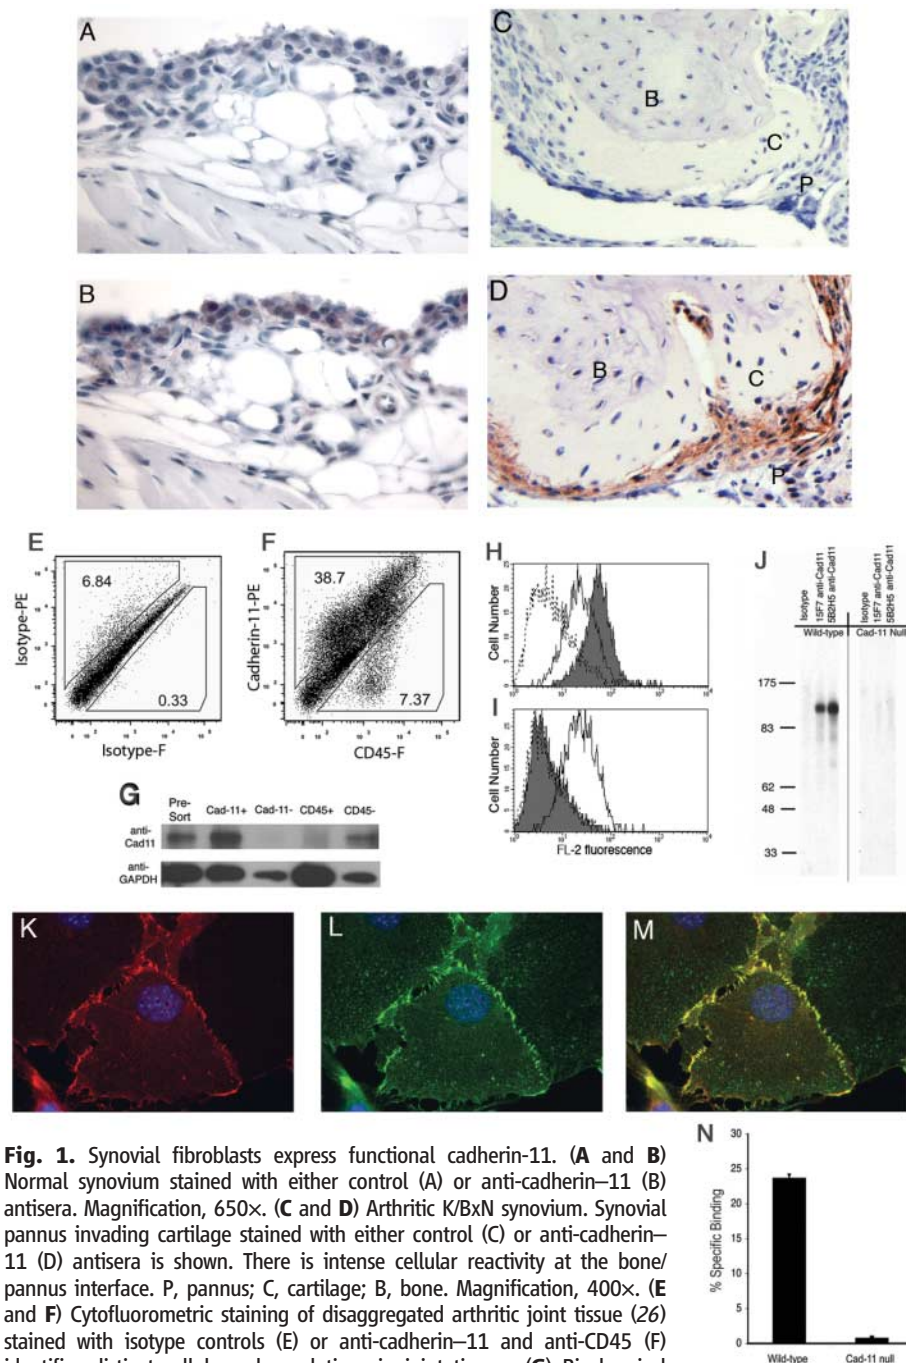 A
C
B
C
P
B
D
B
C
P
E
F
Isotype-PE
6.84
0.33
Isotype-F
Cadherin-11-PE
38.7
7.37
CD45-F
H
Cell Number
I
Cell Number
FL-2 fluorescence
J
Isotype
15F7 anti-Cad11
5B2H5 anti-Cad11
Isotype
15F7 anti-Cad11
5B2H5 anti-Cad11
Wild-type
Cad-11 Null
175
83
62
48
33
G
Pre-
Sort
Cad-11+
Cad-11-
CD45+
CD45-
anti-
Cad11
anti-
GAPDH
K
L
M
Fig. 1. Synovial fibroblasts express functional cadherin-11. (A and B)
Normal synovium stained with either control (A) or anti-cadherin–11 (B)
antisera. Magnification, 650×. (C and D) Arthritic K/BxN synovium. Synovial
pannus invading cartilage stained with either control (C) or anti-cadherin–
11 (D) antisera is shown. There is intense cellular reactivity at the bone/
pannus interface. P, pannus; C, cartilage; B, bone. Magnification, 400×. (E
and F) Cytofluorometric staining of disaggregated arthritic joint tissue (26)
stained with isotype controls (E) or anti-cadherin–11 and anti-CD45 (F)
N
% Specific Binding
30
25
20
15
10
5
0
Wild-type
Cad-11 null